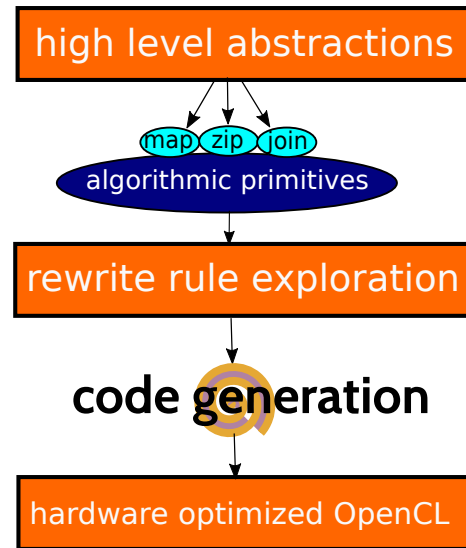 high level abstractions
map zip join
algorithmic primitives
rewrite rule exploration
code generation
hardware optimized OpenCL